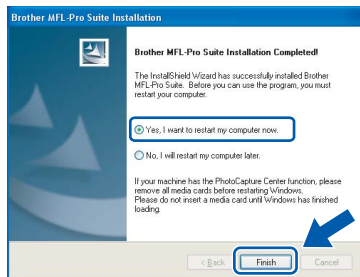 Brother MFL-Pro Suite Installation
Brother MFL-Pro Suite Installation Completed!
The InstallShield Wizard has successfully installed Brother
MFL-Pro Suite. Before you can use the program, you must
restart your computer.
Yes, I want to restart my computer now.
No, I will restart my computer later.
If your machine has the PhotoCapture Center function, please
remove all media cards before restarting Windows.
Please do not insert a media card until Windows has finished
loading.
< Back Finish Cancel